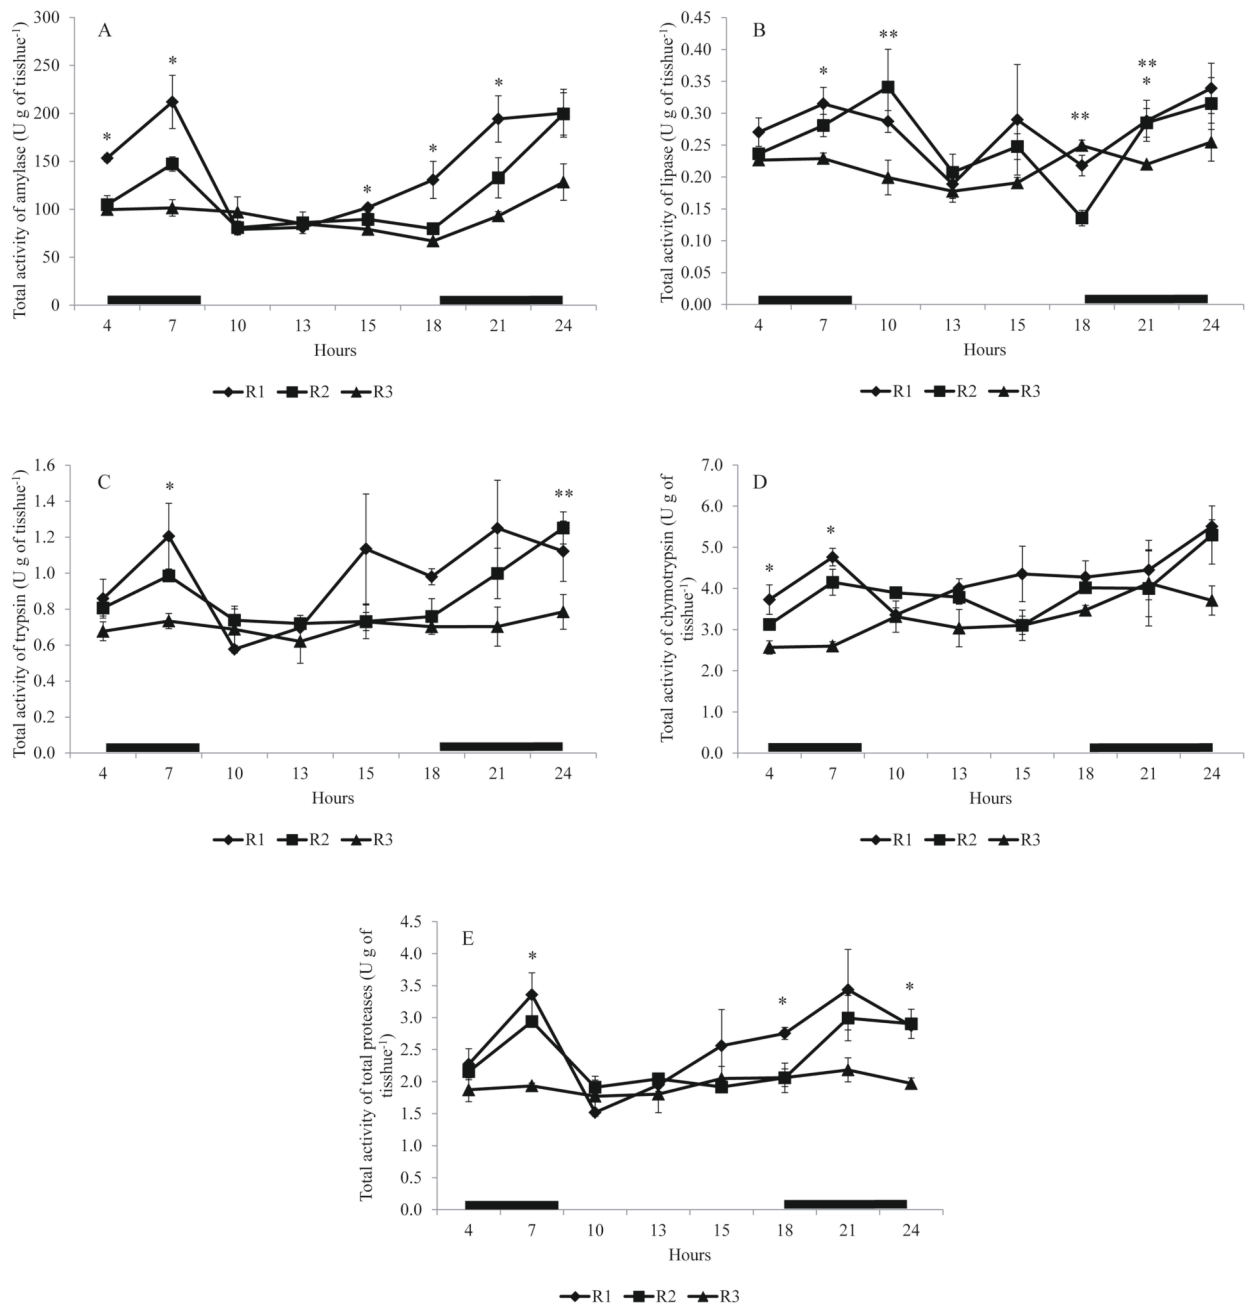 A
Total activity of amylase (U g of tisshue-1)
300
250
200
150
100
50
0
*
*
*
*
*
4 7 10 13 15 18 21 24
Hours
R1 R2 R3
B
Total activity of lipase (U g of tisshue-1)
0.45
0.40
0.35
0.30
0.25
0.20
0.15
0.10
0.05
0.00
*
**
**
**
*
4 7 10 13 15 18 21 24
Hours
R1 R2 R3
C
Total activity of trypsin (U g of tisshue-1)
1.6
1.4
1.2
1.0
0.8
0.6
0.4
0.2
0.0
*
**
4 7 10 13 15 18 21 24
Hours
R1 R2 R3
D
Total activity of chymotrypsin (U g of
tisshue-1)
7.0
6.0
5.0
4.0
3.0
2.0
1.0
0.0
*
*
4 7 10 13 15 18 21 24
Hours
R1 R2 R3
E
Total activity of total proteases (U g of
tisshue-1)
4.5
4.0
3.5
3.0
2.5
2.0
1.5
1.0
0.5
0.0
*
*
*
4 7 10 13 15 18 21 24
Hours
R1 R2 R3